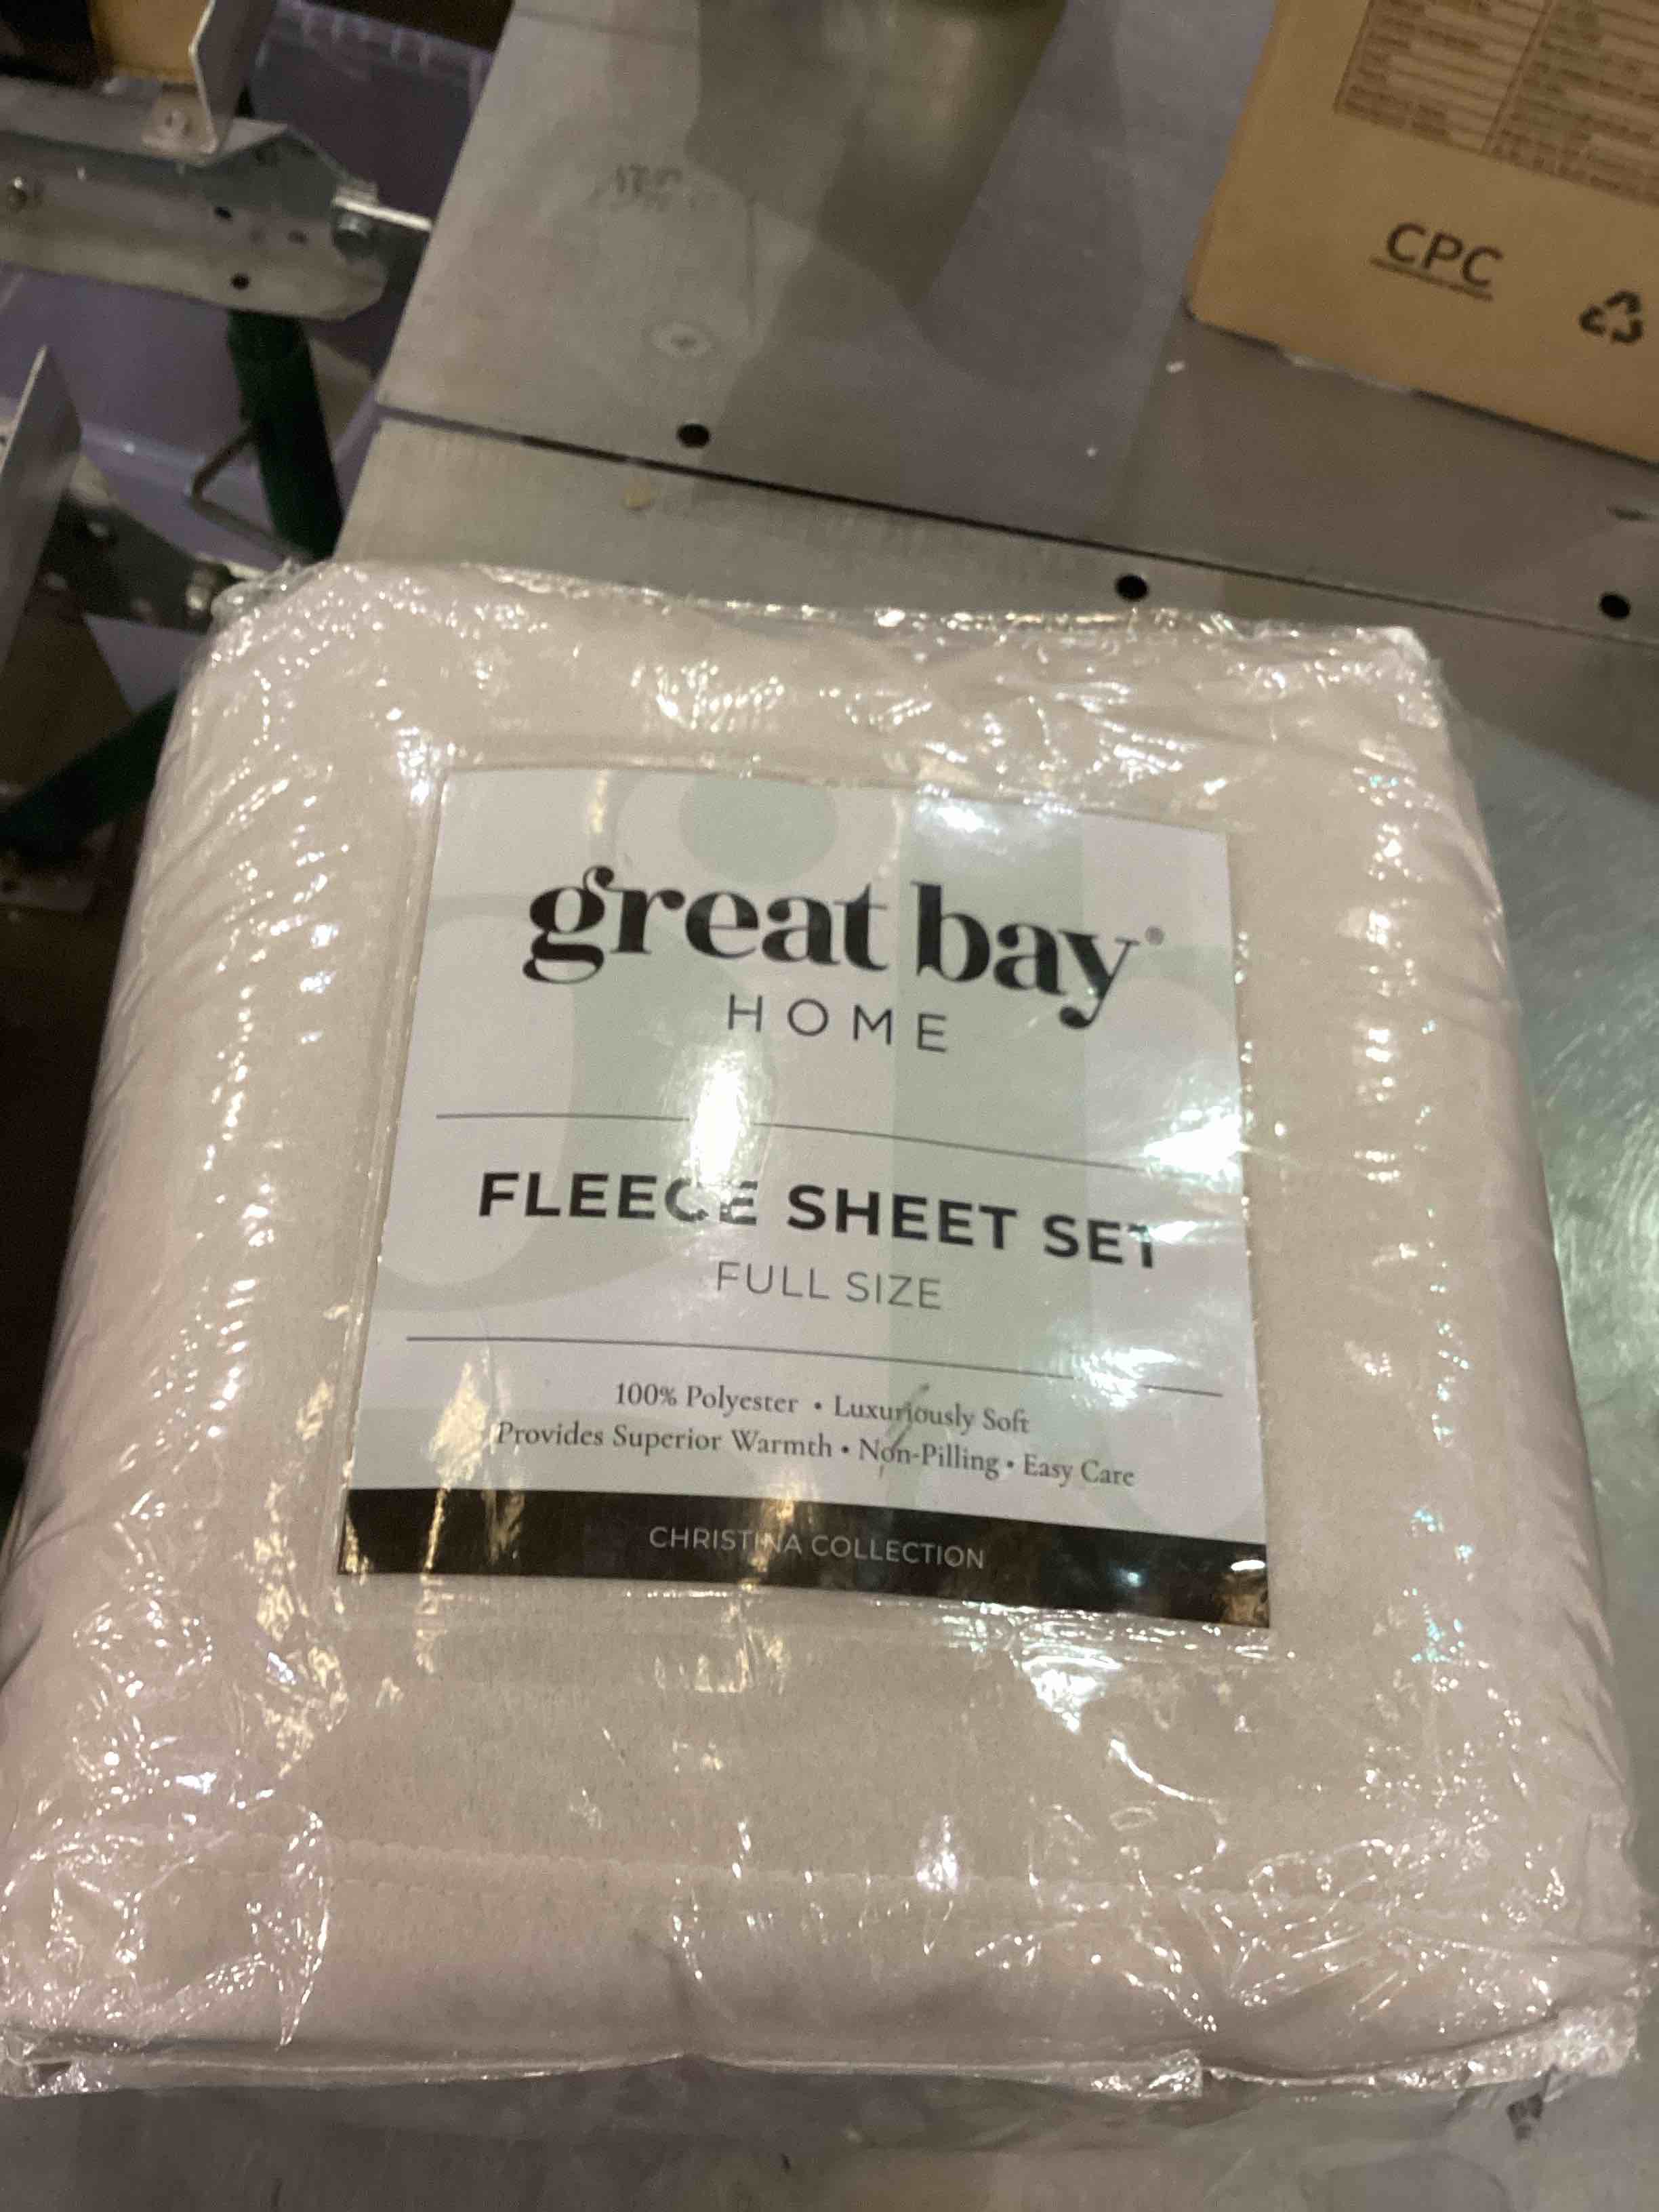 CPC
great bay®
HOME
FLEECE SHEET SET
FULL SIZE
100% Polyester • Luxuriously Soft
Provides Superior Warmth • Non-Pilling • Easy Care
CHRISTINA COLLECTION